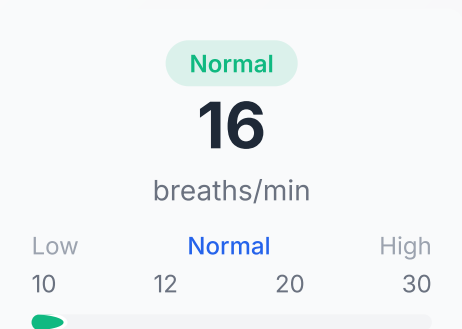 Normal
16
breaths/min
Low Normal High
10 12 20 30